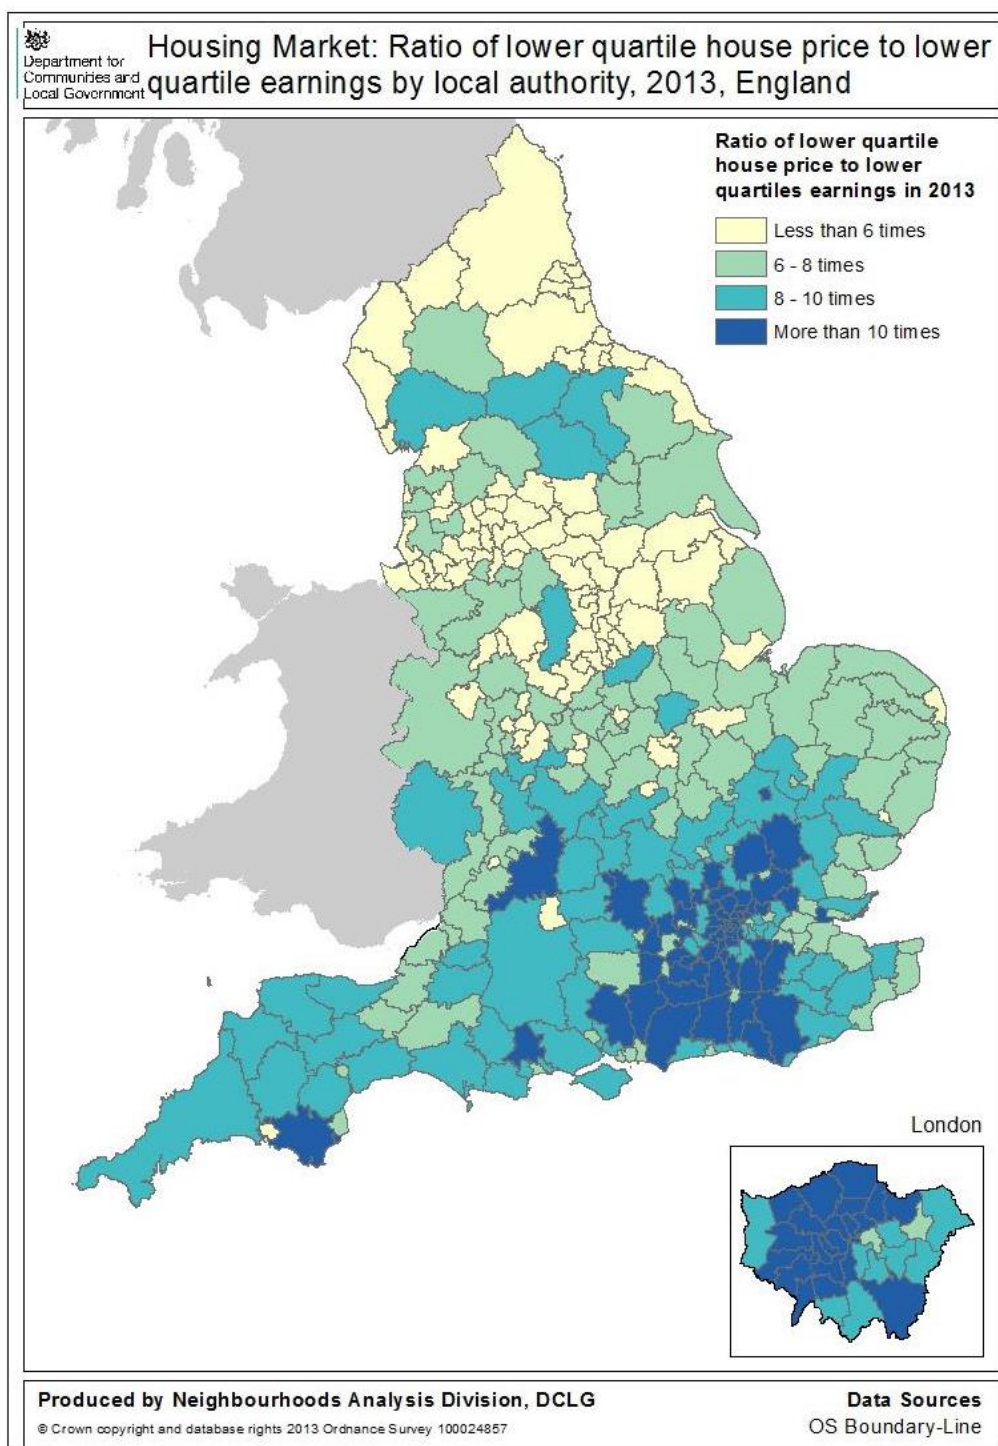 Department for
Communities and
Local Government
Housing Market: Ratio of lower quartile house price to lower
quartile earnings by local authority, 2013, England
Ratio of lower quartile
house price to lower
quartiles earnings in 2013
Less than 6 times
6 - 8 times
8 - 10 times
More than 10 times
London
Produced by Neighbourhoods Analysis Division, DCLG
© Crown copyright and database rights 2013 Ordnance Survey 100024857
Data Sources
OS Boundary-Line